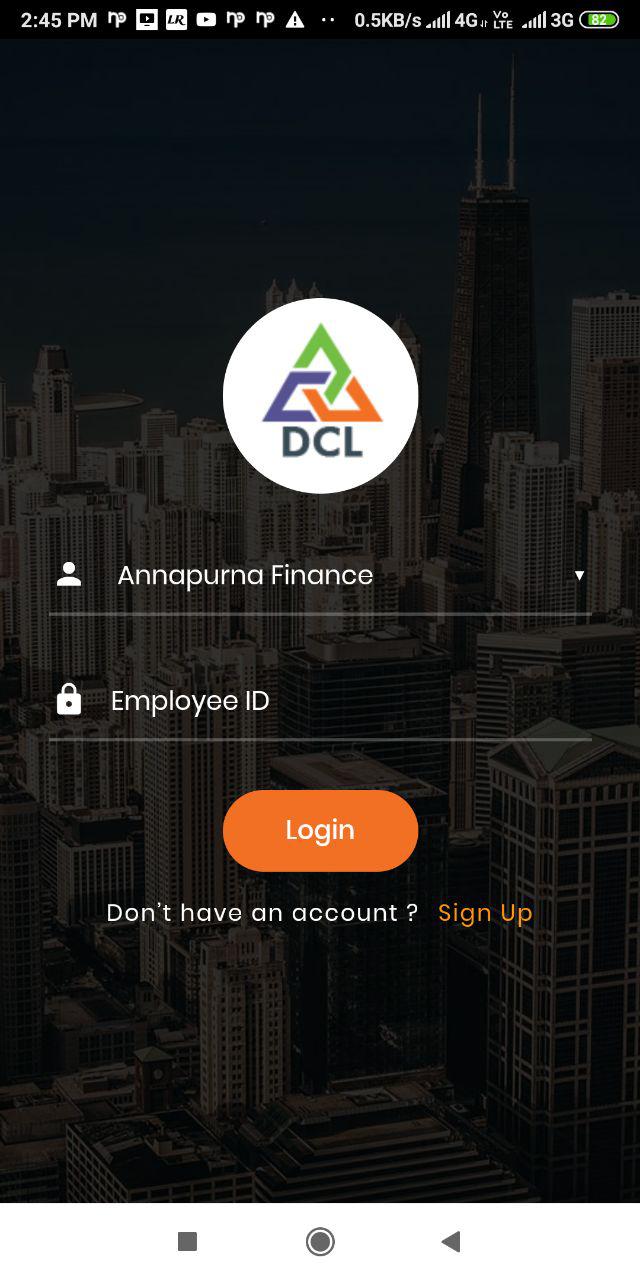 2:45 PM LR 0.5KB/s 4G Vo LTE 3G 82
DCL
Annapurna Finance
Employee ID
Login
Don't have an account ? Sign Up